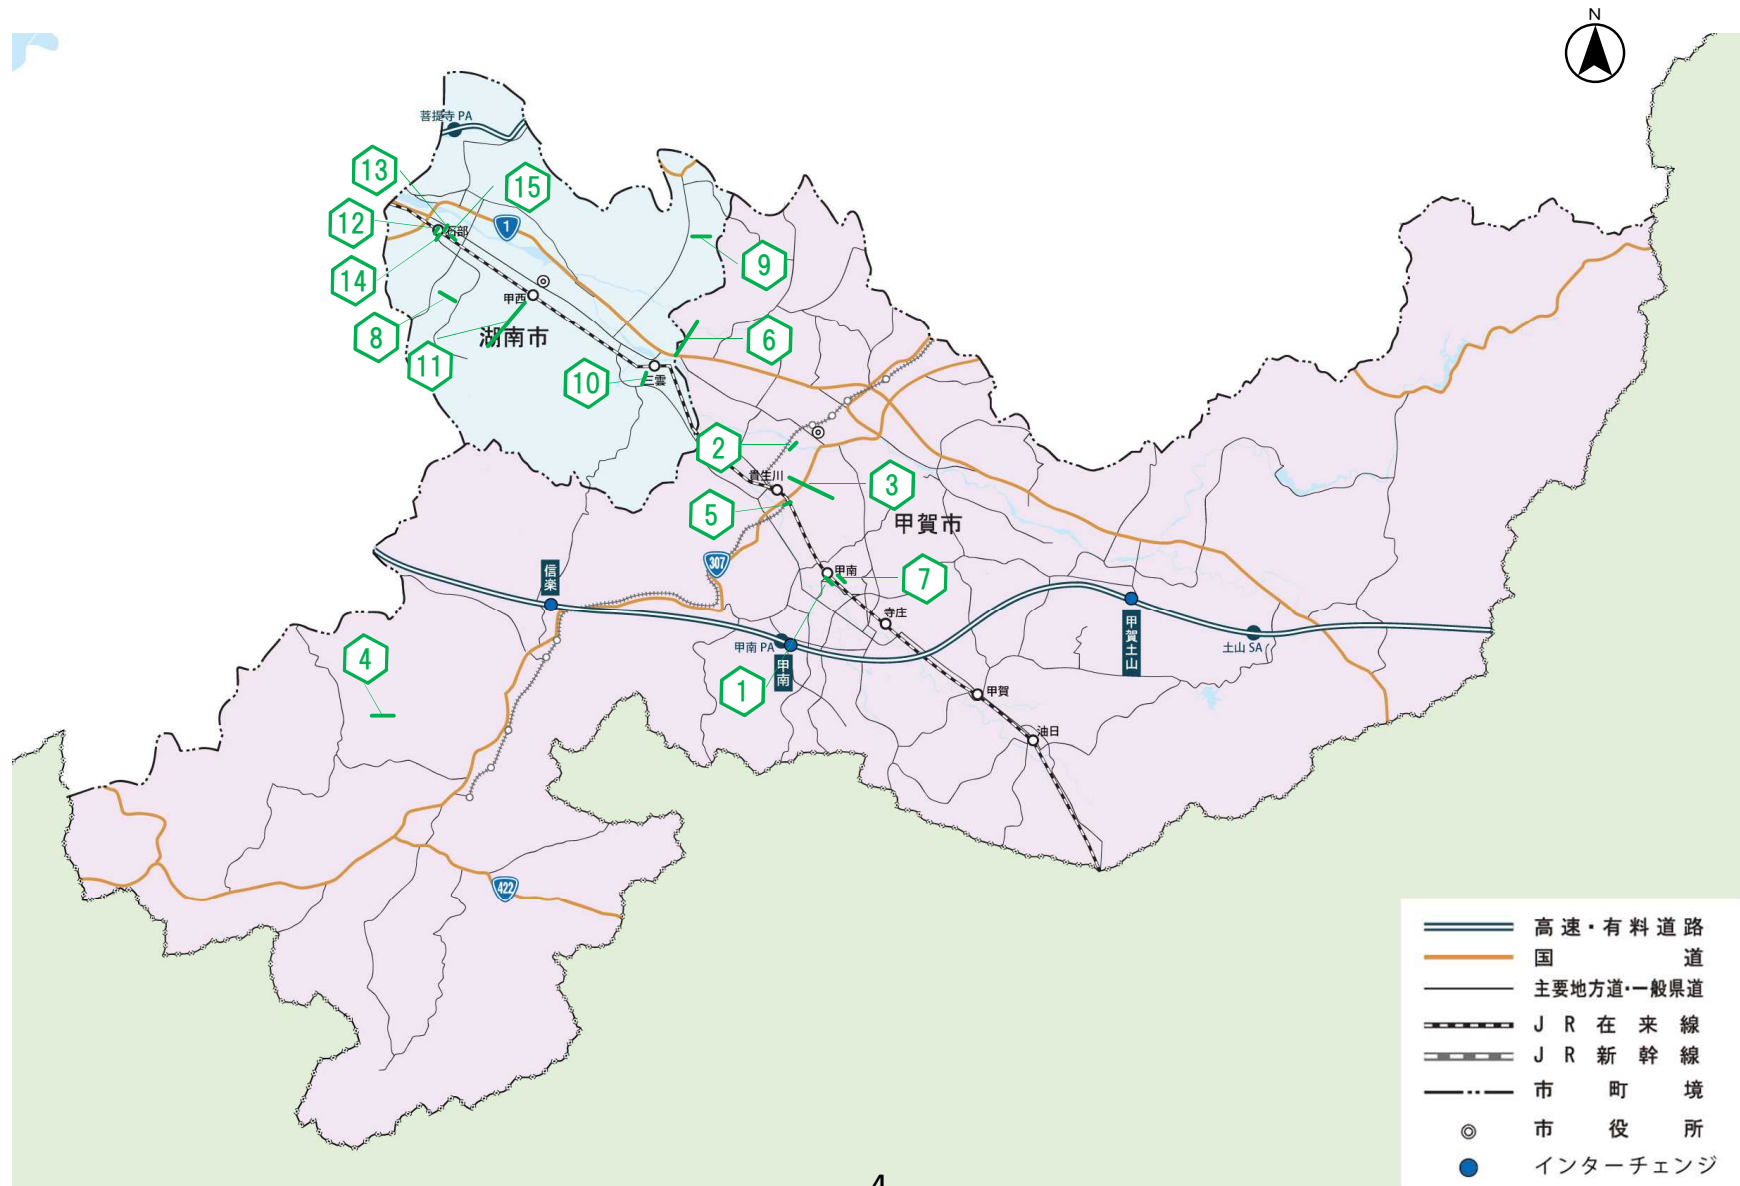 N
菩提寺 PA
13
15
12
石部
1
14
9
甲西
8
湖南市
6
11
10
三雲
2
貴生川
3
5
甲賀市
307
信楽
甲南
7
寺庄
甲賀土山
甲南 PA
甲南
土山 SA
4
1
甲賀
油日
422
高速・有料道路
国道
主要地方道・一般県道
JR在来線
JR新幹線
市町境
市役所
インターチェンジ
4